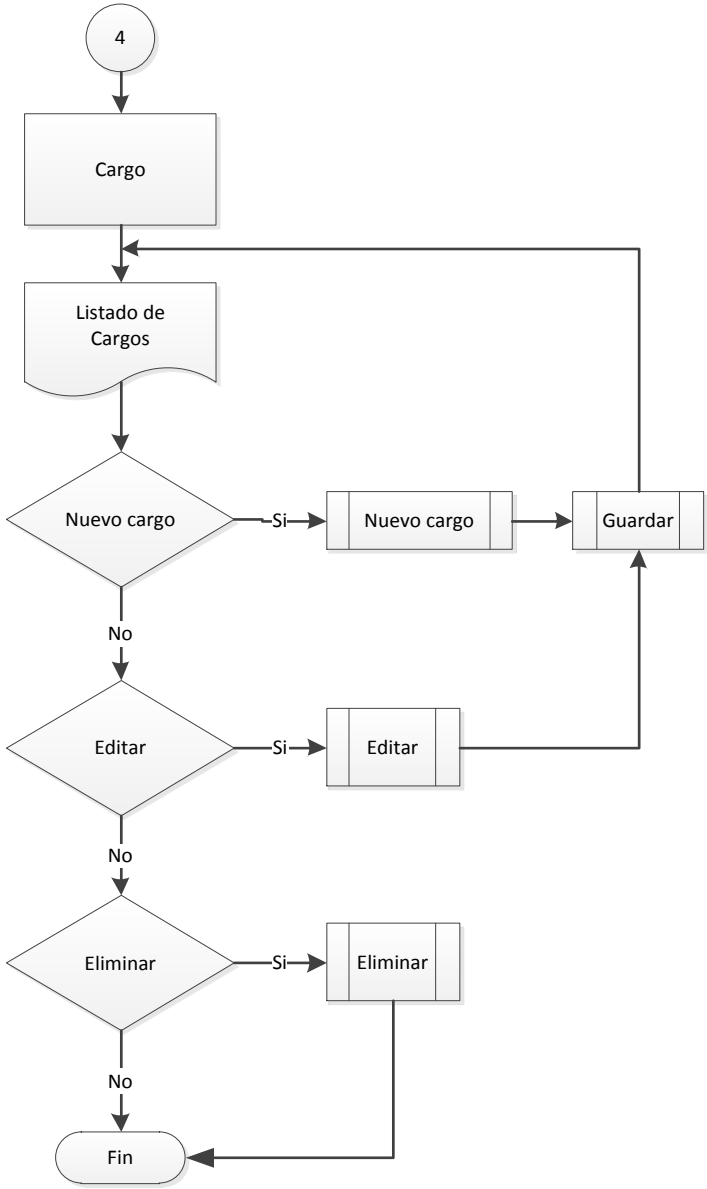 4
Cargo
Listado de
Cargos
Nuevo cargo
Si
Nuevo cargo
Guardar
No
Editar
Si
Editar
No
Eliminar
Si
Eliminar
No
Fin